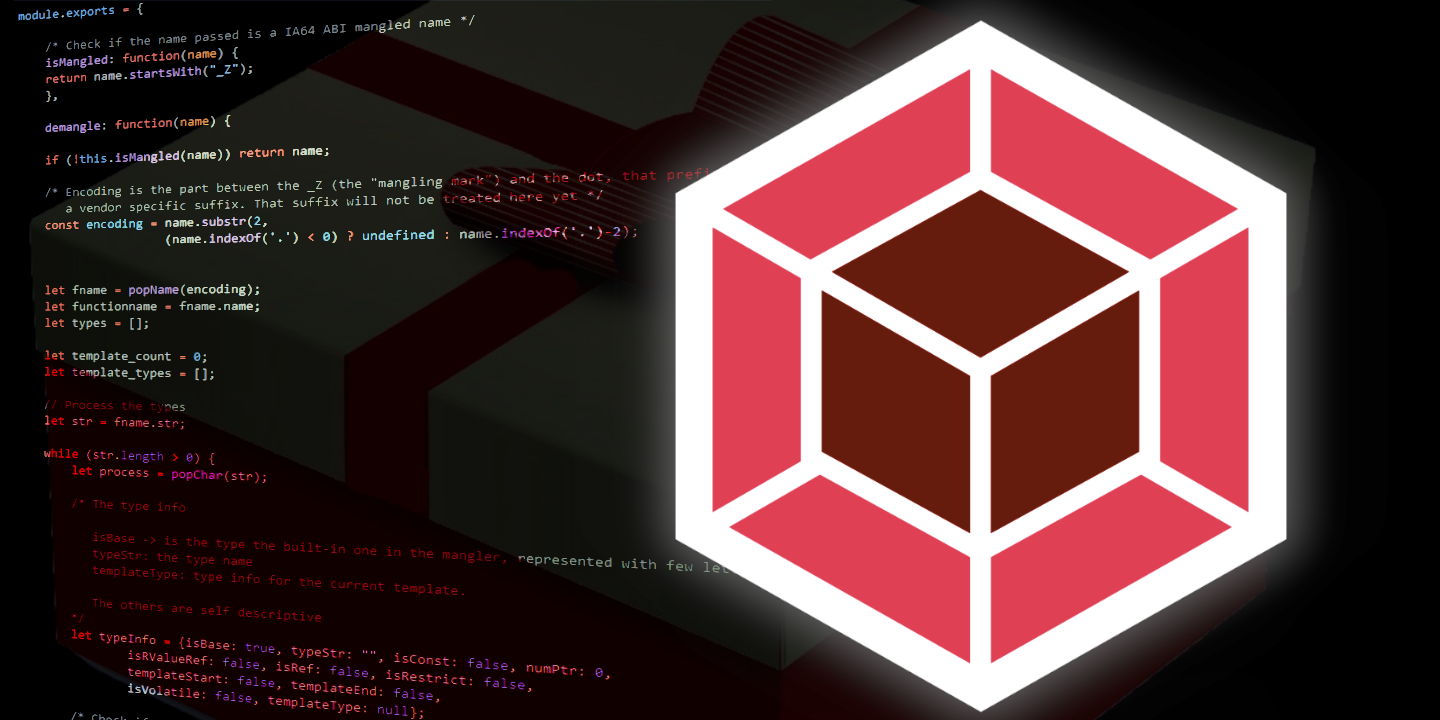 module.exports = {
/* Check if the name passed is a IA64 ABI mangled name */
isMangled: function(name) {
return name.startsWith("_Z");
},
demangle: function(name) {
if (!this.isMangled(name)) return name;
/* Encoding is the part between the _Z (the "mangling mark") and the dot, that prefi
a vendor specific suffix. That suffix will not be treated here yet */
const encoding = name.substr(2,
(name.indexOf('.') < 0) ? undefined : name.indexOf('.')-2);
let fname = popName(encoding);
let functionname = fname.name;
let types = [];
let template_count = 0;
let template_types = [];
// Process the types
let str = fname.str;
while (str.length > 0) {
let process = popChar(str);
/* The type info
isBase -> is the type the built-in one in the mangler, represented with few let
typeStr: the type name
templateType: type info for the current template.
The others are self descriptive
*/
let typeInfo = {isBase: true, typeStr: "", isConst: false, numPtr: 0,
isRValueRef: false, isRef: false, isRestrict: false,
templateStart: false, templateEnd: false,
isVolatile: false, templateType: null};
/* Check if